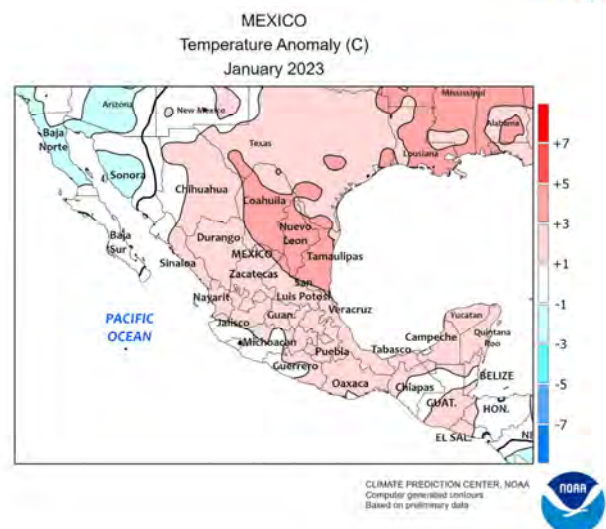 MEXICO
Temperature Anomaly (C)
January 2023
Mississippi
Arizona
New Mexico
Alabama
Baja
Norte
Texas
Lousiana
Sonora
Chihuahua
Coahuila
Nuevo
Leon
Baja
Sur
Durango
MEXICO
Tamaulipas
Sinaloa
Zacatecas
San
Luis Potosi
Nayarit
Veracruz
Guan.
Yucatan
Quintana
Roo
PACIFIC
OCEAN
Jalisco
Michoacan
Campeche
Tabasco
Puebla
Guerrero
Oaxaca
Chiapas
BELIZE
GUAT.
HON.
EL SAL.
NI
+7
+5
+3
+1
-1
-3
-5
-7
CLIMATE PREDICTION CENTER, NOAA
Computer generated contours
Based on preliminary data
NOAA